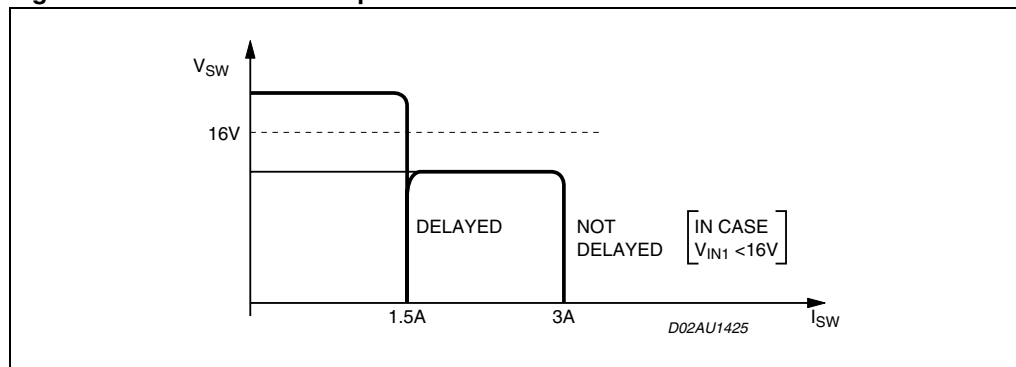 V_SW
16V
DELAYED
NOT
DELAYED
IN CASE
V_IN1 <16V
1.5A
3A
I_SW
D02AU1425